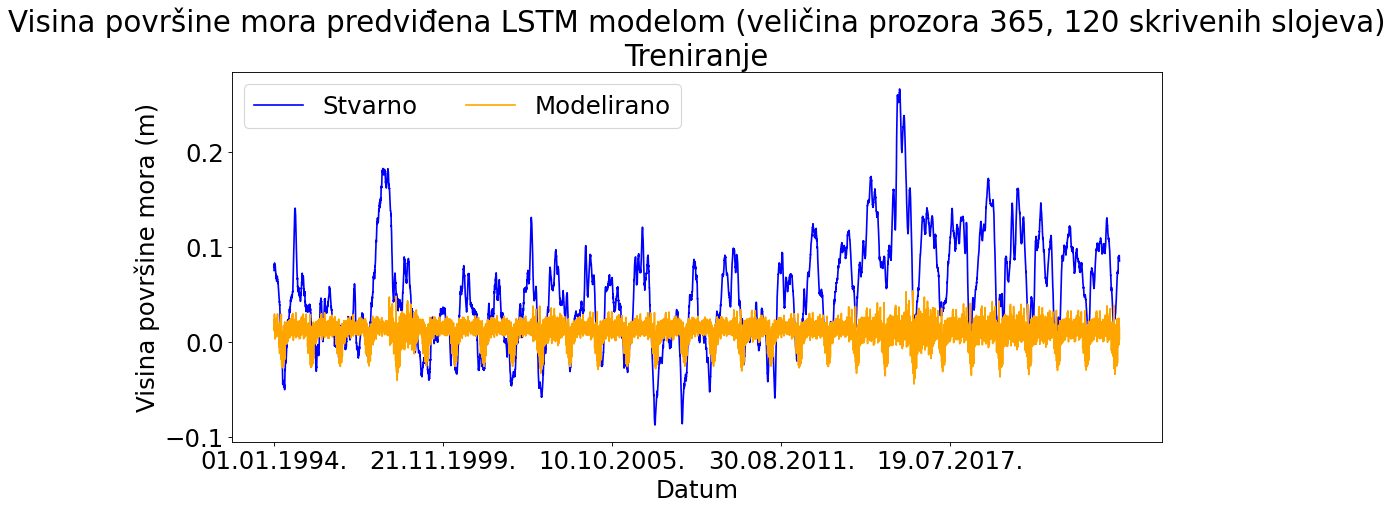 Visina površine mora predviđena LSTM modelom (veličina prozora 365, 120 skrivenih slojeva)
Treniranje
Stvarno
Modelirano
Visina površine mora (m)
0.2
0.1
0.0
−0.1
01.01.1994.
21.11.1999.
10.10.2005.
30.08.2011.
19.07.2017.
Datum